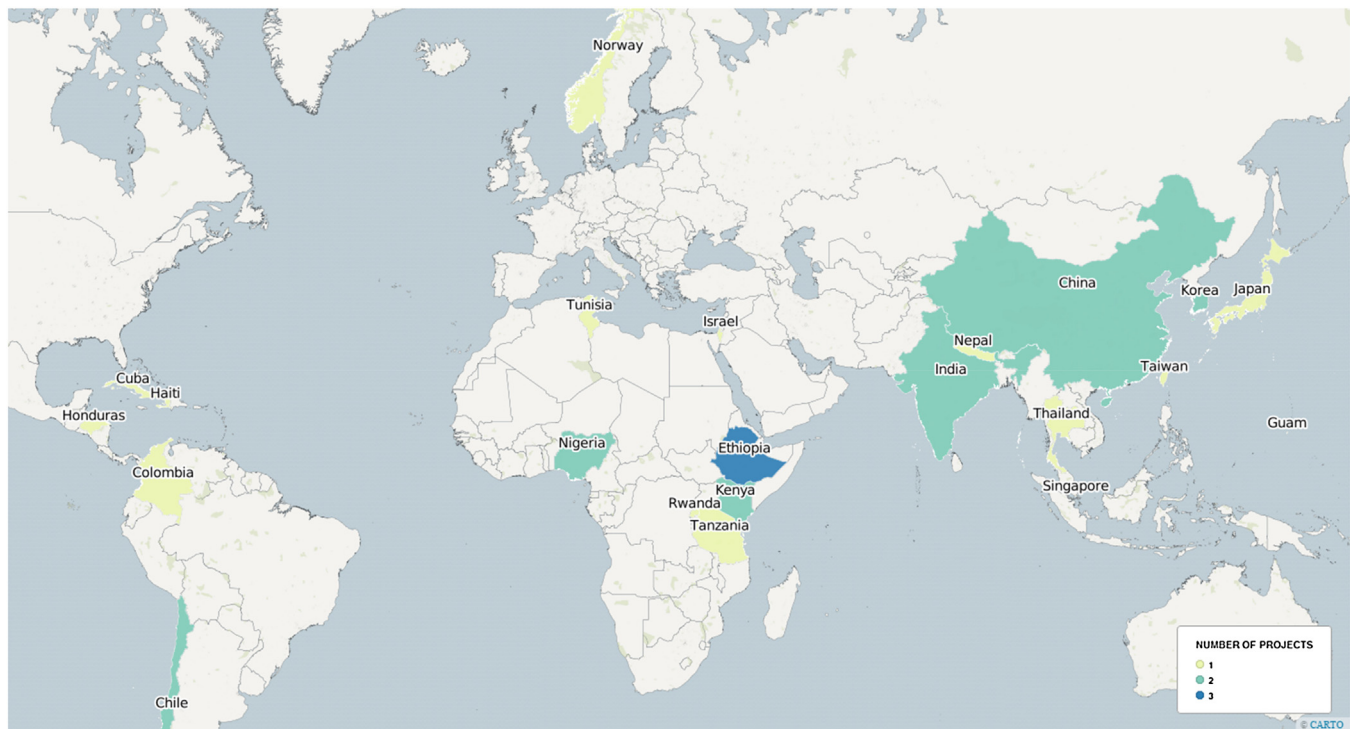 Norway
China
Korea
Japan
Tunisia
Israel
Nepal
India
Taiwan
Cuba
Haiti
Honduras
Thailand
Guam
Nigeria
Ethiopia
Colombia
Singapore
Kenya
Rwanda
Tanzania
Chile
NUMBER OF PROJECTS
1
2
3
© CARTO